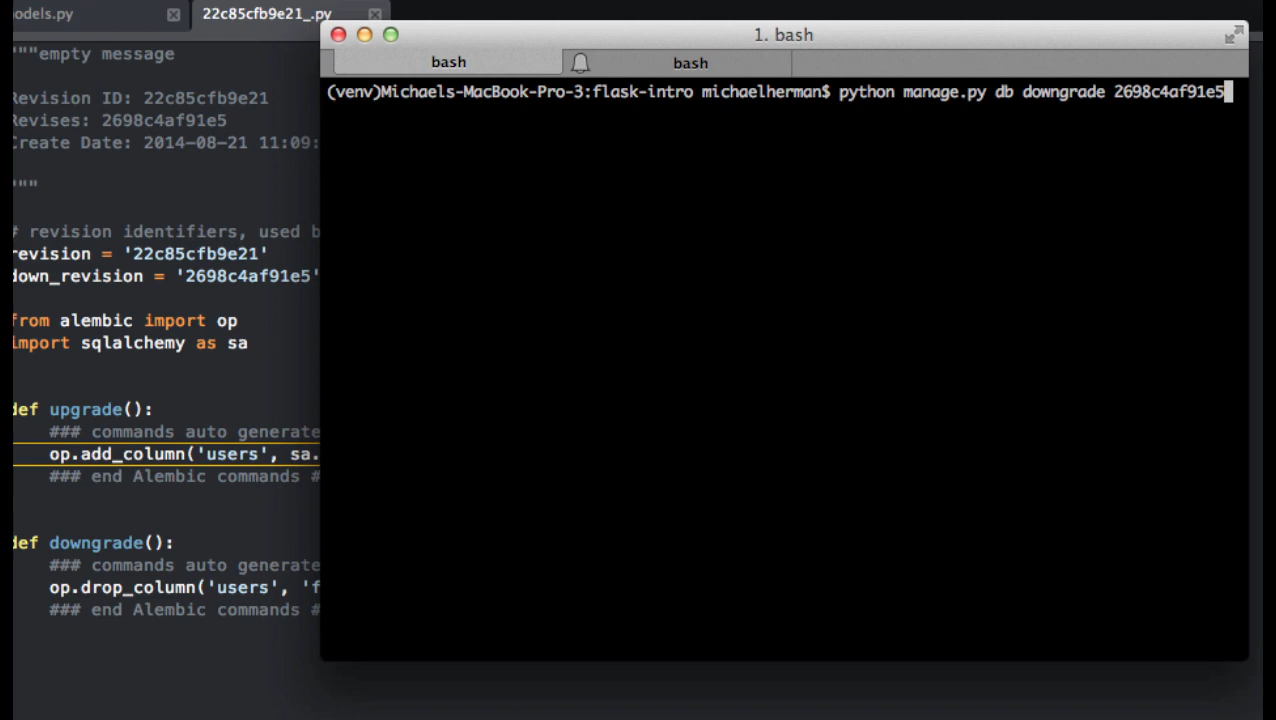 odels.py
22c85cfb9e21_.py
"""empty message
Revision ID: 22c85cfb9e21
Revises: 2698c4af91e5
Create Date: 2014-08-21 11:09:
"""
# revision identifiers, used b
revision = '22c85cfb9e21'
down_revision = '2698c4af91e5'
from alembic import op
import sqlalchemy as sa
def upgrade():
### commands auto generate
op.add_column('users', sa.
### end Alembic commands #
def downgrade():
### commands auto generate
op.drop_column('users', 'f
### end Alembic commands #
1. bash
bash
bash
(venv)Michaels-MacBook-Pro-3:flask-intro michaelherman$ python manage.py db downgrade 2698c4af91e5